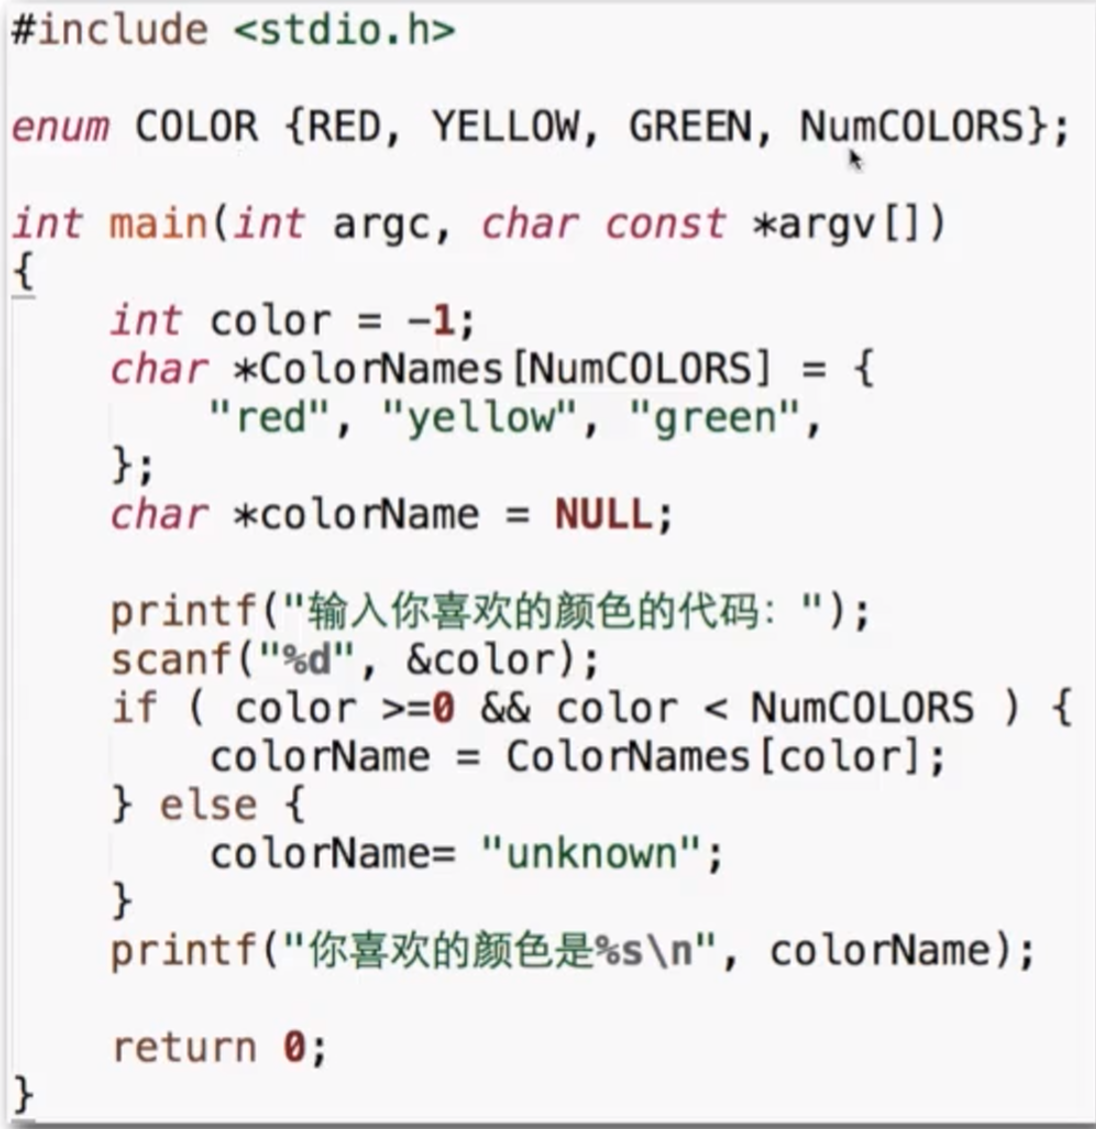 #include <stdio.h>
enum COLOR {RED, YELLOW, GREEN, NumCOLORS};
int main(int argc, char const *argv[])
{
    int color = -1;
    char *ColorNames[NumCOLORS] = {
        "red", "yellow", "green",
    };
    char *colorName = NULL;
    printf("输入你喜欢的颜色的代码: ");
    scanf("%d", &color);
    if ( color >=0 && color < NumCOLORS ) {
        colorName = ColorNames[color];
    } else {
        colorName= "unknown";
    }
    printf("你喜欢的颜色是%s\n", colorName);
    return 0;
}